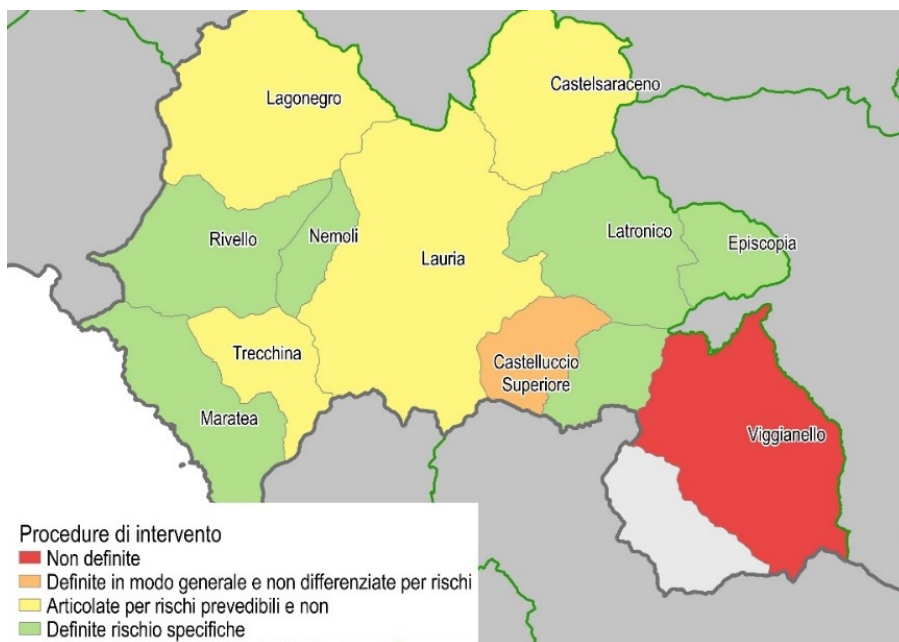 Lagonegro
Castelsaraceno
Rivello
Nemoli
Lauria
Latronico
Episcopia
Trecchina
Castelluccio
Superiore
Maratea
Viggianello
Procedure di intervento
Non definite
Definite in modo generale e non differenziate per rischi
Articolate per rischi prevedibili e non
Definite rischio specifiche